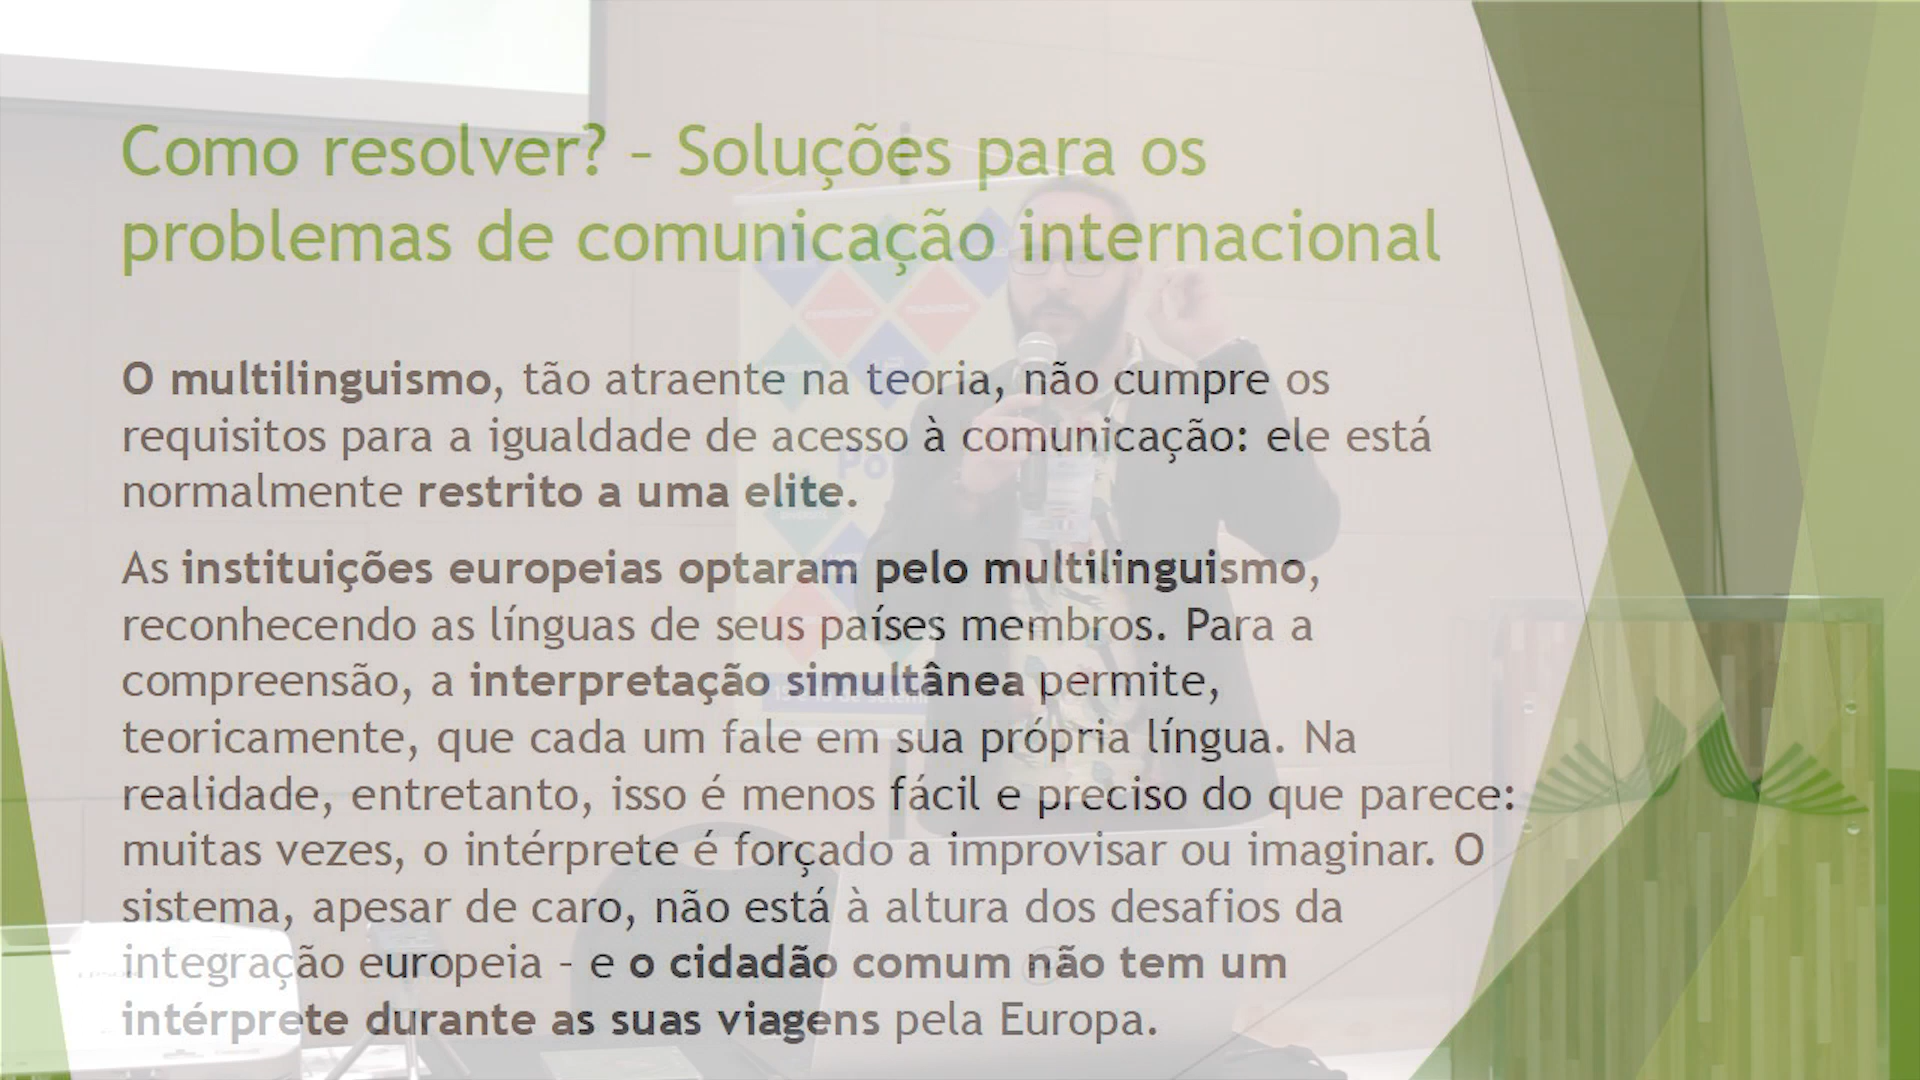 Como resolver? – Soluções para os
problemas de comunicação internacional
O multilinguismo, tão atraente na teoria, não cumpre os
requisitos para a igualdade de acesso à comunicação: ele está
normalmente restrito a uma elite.
As instituições europeias optaram pelo multilinguismo,
reconhecendo as línguas de seus países membros. Para a
compreensão, a interpretação simultânea permite,
teoricamente, que cada um fale em sua própria língua. Na
realidade, entretanto, isso é menos fácil e preciso do que parece:
muitas vezes, o intérprete é forçado a improvisar ou imaginar. O
sistema, apesar de caro, não está à altura dos desafios da
integração europeia – e o cidadão comum não tem um
intérprete durante as suas viagens pela Europa.